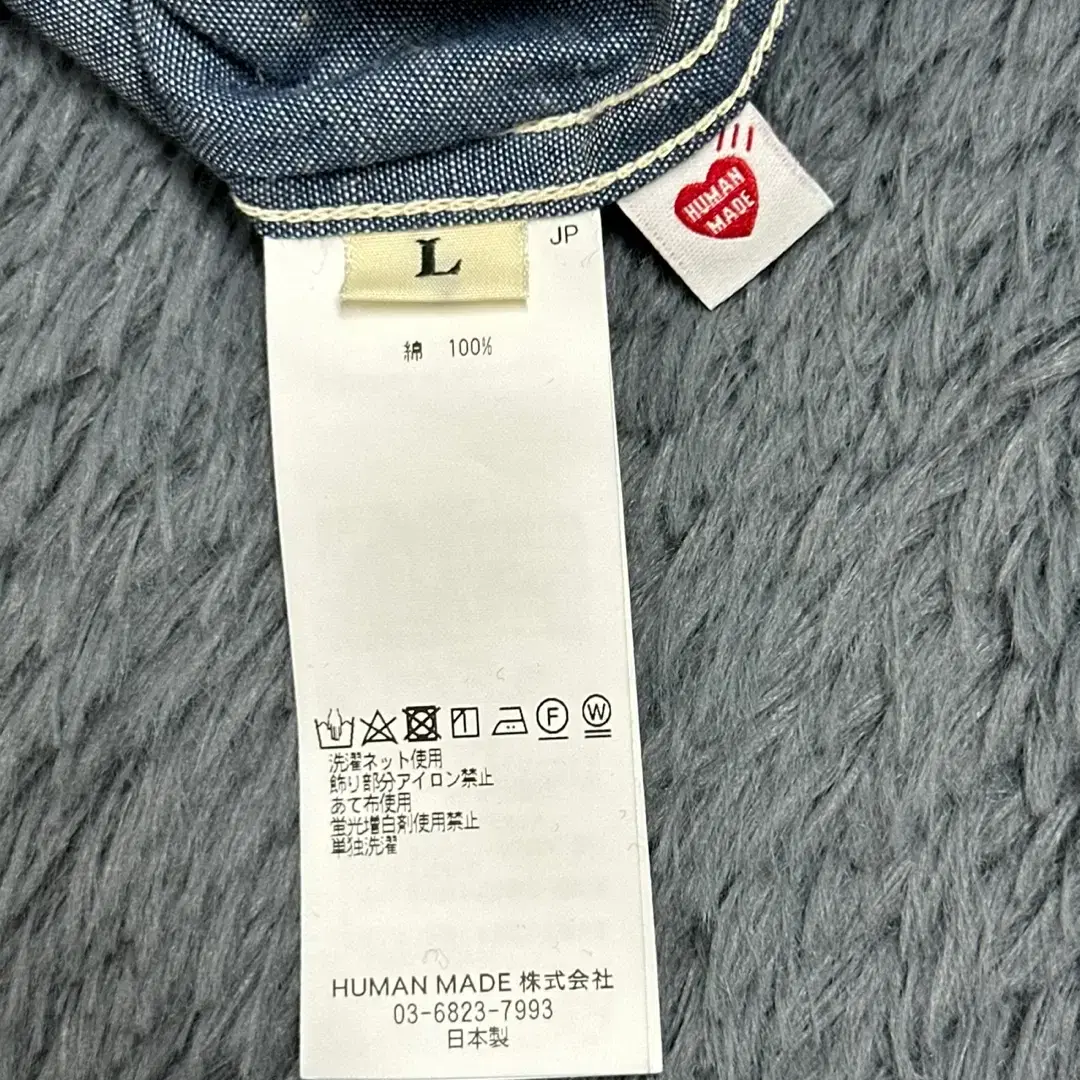 HUMAN
MADE
L
JP
綿 100%
F
W
洗濯ネット使用
飾り部分アイロン禁止
あて布使用
蛍光増白剤使用禁止
単独洗濯
HUMAN MADE 株式会社
03-6823-7993
日本製